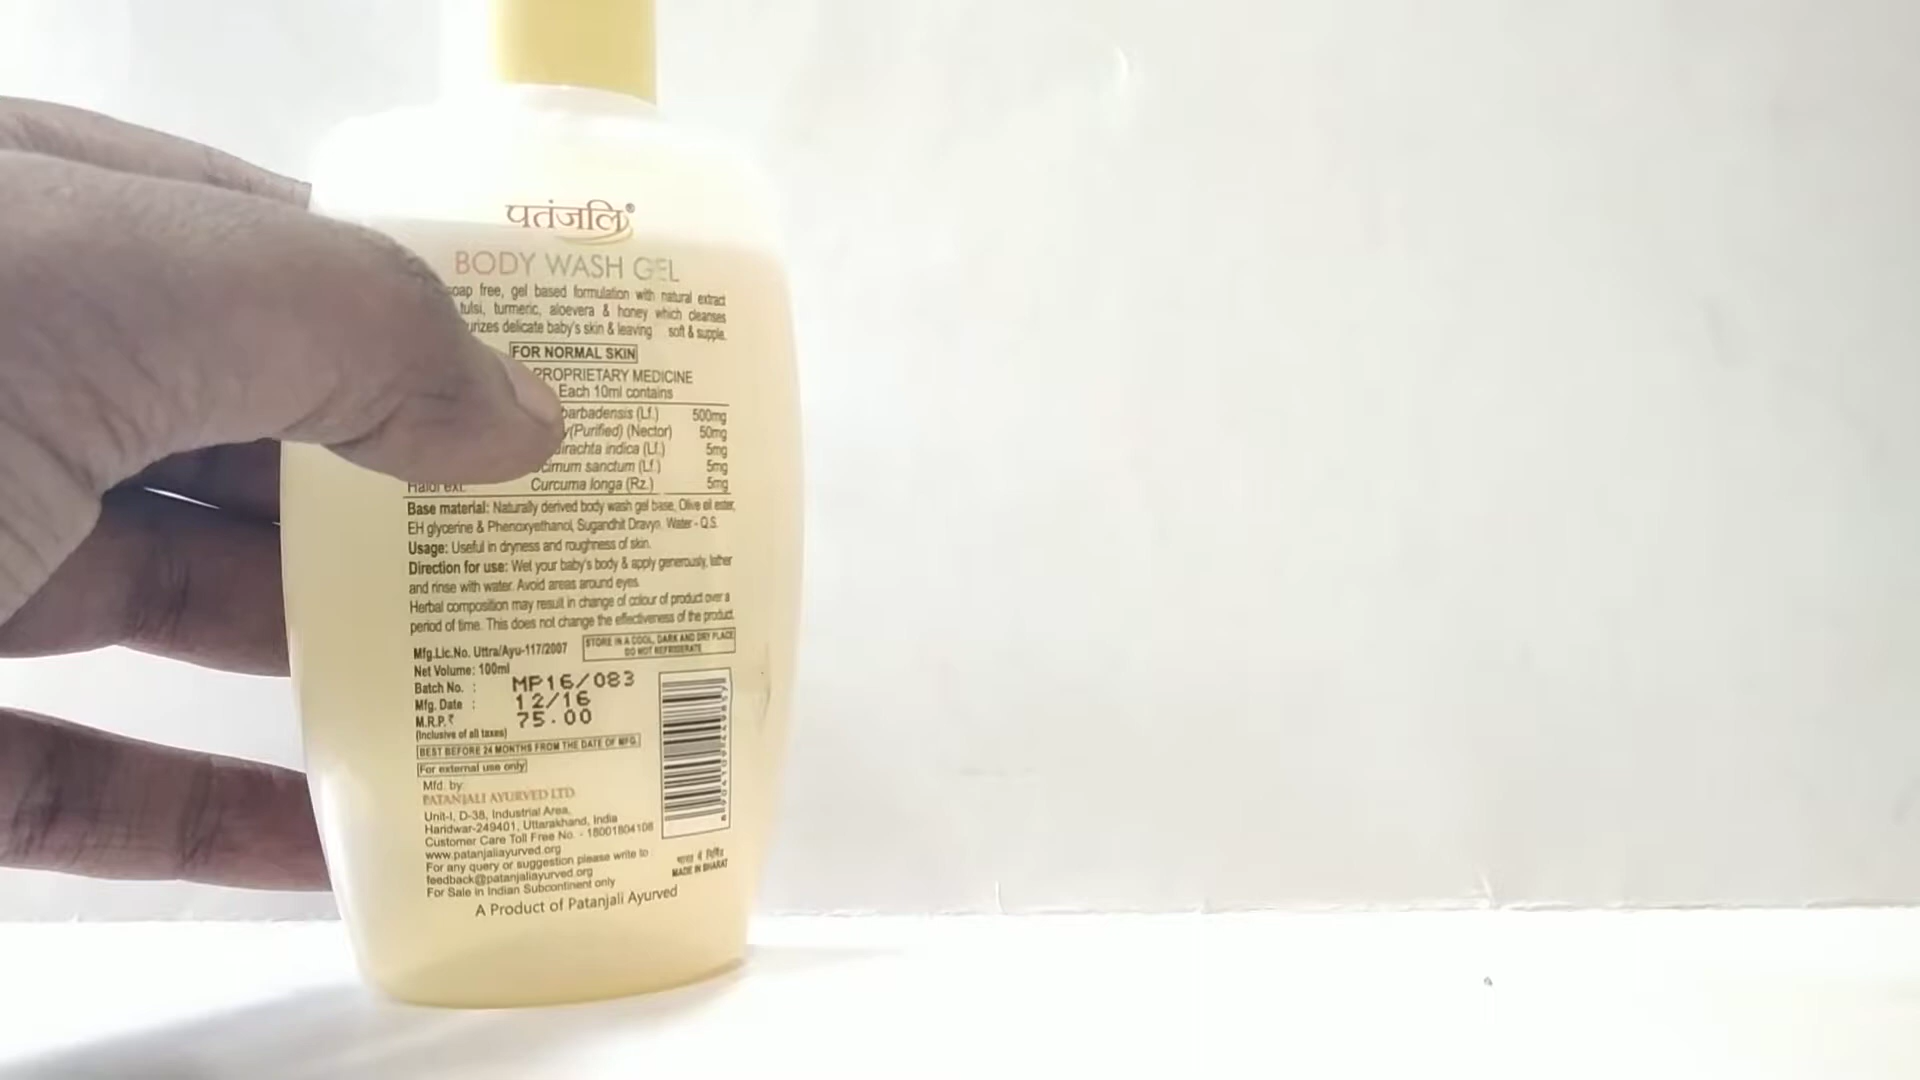 पतंजलि®
BODY WASH GEL
soap free, gel based formulation with natural extract
tulsi, turmeric, aloevera & honey which cleanses
delicate baby's skin & leaving soft & supple.
FOR NORMAL SKIN
PROPRIETARY MEDICINE
Each 10ml contains
barbadensis (Lf.) 500mg
(Purified) (Nector) 50mg
indica (Lf.) 5mg
sanctum (Lf.) 5mg
Haldi ext. Curcuma longa (Rz.) 5mg
Base material: Naturally derived body wash gel base, Olive oil ester,
EH glycerine & Phenoxyethanol, Sugandhit Dravya, Water - Q.S.
Usage: Useful in dryness and roughness of skin.
Direction for use: Wet your baby's body & apply generously, lather
and rinse with water. Avoid areas around eyes.
Herbal composition may result in change of colour of product over a
period of time. This does not change the effectiveness of the product.
Mfg.Lic.No. Uttra/Ayu-117/2007
STORE IN A COOL, DARK AND DRY PLACE
DO NOT REFRIGERATE
Net Volume: 100ml
Batch No. : MP16/083
Mfg. Date : 12/16
M.R.P.₹ 75.00
(Inclusive of all taxes)
BEST BEFORE 24 MONTHS FROM THE DATE OF MFG.
For external use only
Mfd. by:
PATANJALI AYURVED LTD.
Unit-I, D-38, Industrial Area,
Haridwar-249401, Uttarakhand, India
Customer Care Toll Free No. - 18001804108
www.patanjaliayurved.org
For any query or suggestion please write to
feedback@patanjaliayurved.org
For Sale in Indian Subcontinent only
भारत में निर्मित
MADE IN BHARAT
A Product of Patanjali Ayurved